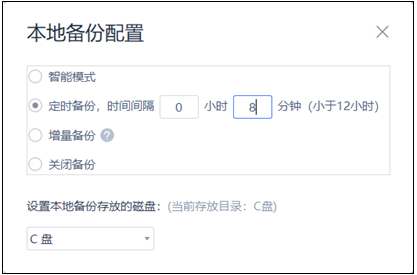 本地备份配置
智能模式
定时备份，时间间隔 0 小时 8 分钟（小于12小时）
增量备份 ?
关闭备份
设置本地备份存放的磁盘：(当前存放目录：C盘)
C 盘